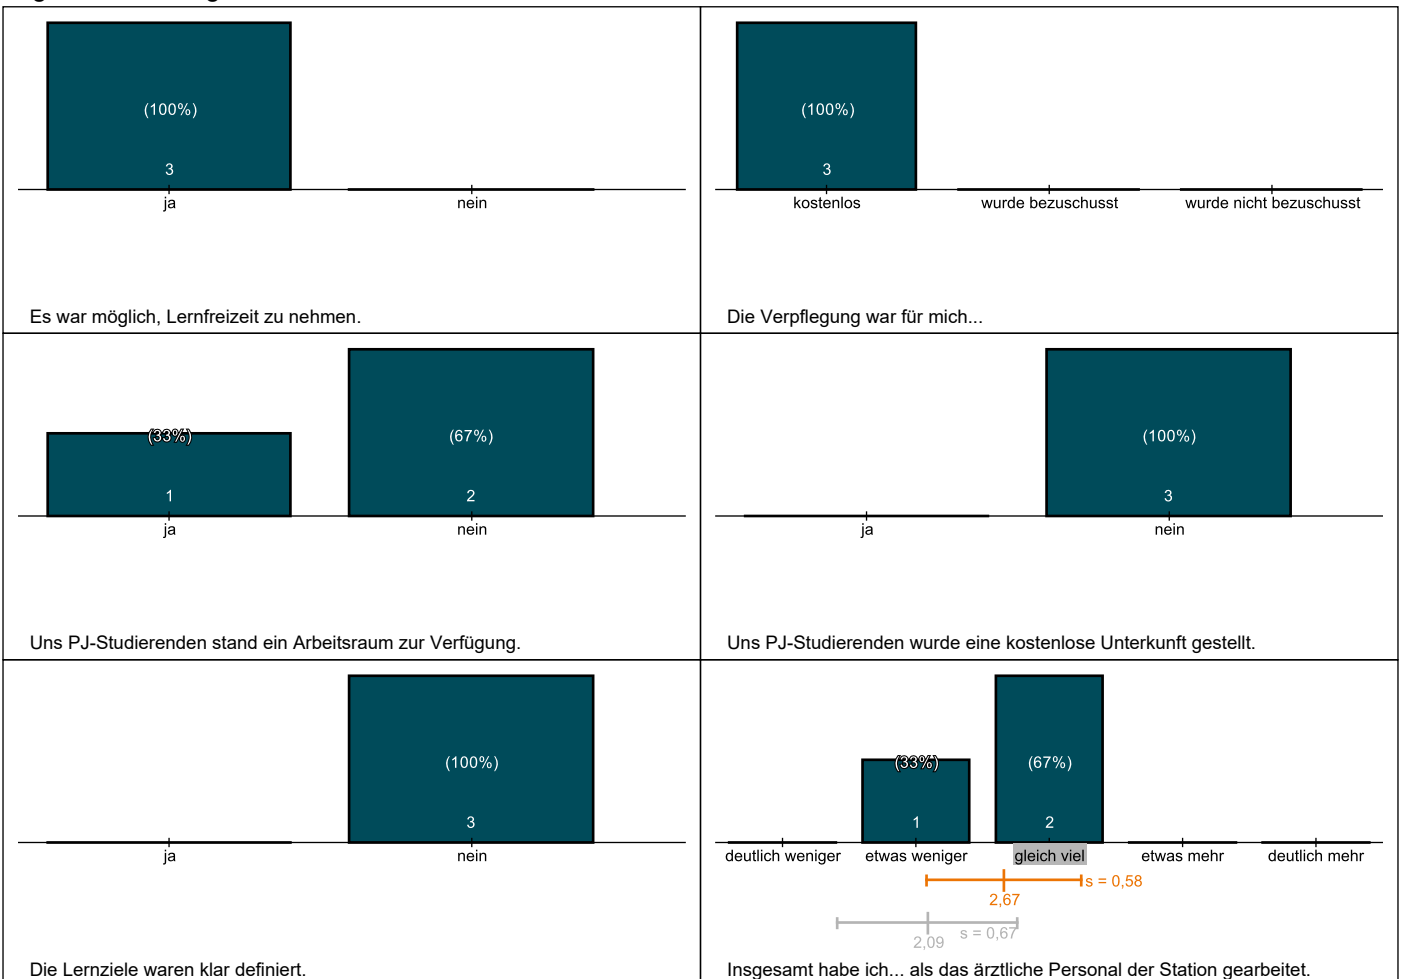 (100%)
3
ja
nein
Es war möglich, Lernfreizeit zu nehmen.
(100%)
3
kostenlos
wurde bezuschusst
wurde nicht bezuschusst
Die Verpflegung war für mich...
(33%)
(67%)
1
2
ja
nein
Uns PJ-Studierenden stand ein Arbeitsraum zur Verfügung.
(100%)
3
ja
nein
Uns PJ-Studierenden wurde eine kostenlose Unterkunft gestellt.
(100%)
3
ja
nein
Die Lernziele waren klar definiert.
(33%)
(67%)
1
2
deutlich weniger
etwas weniger
gleich viel
etwas mehr
deutlich mehr
s = 0,58
2,67
s = 0,67
2,09
Insgesamt habe ich... als das ärztliche Personal der Station gearbeitet.